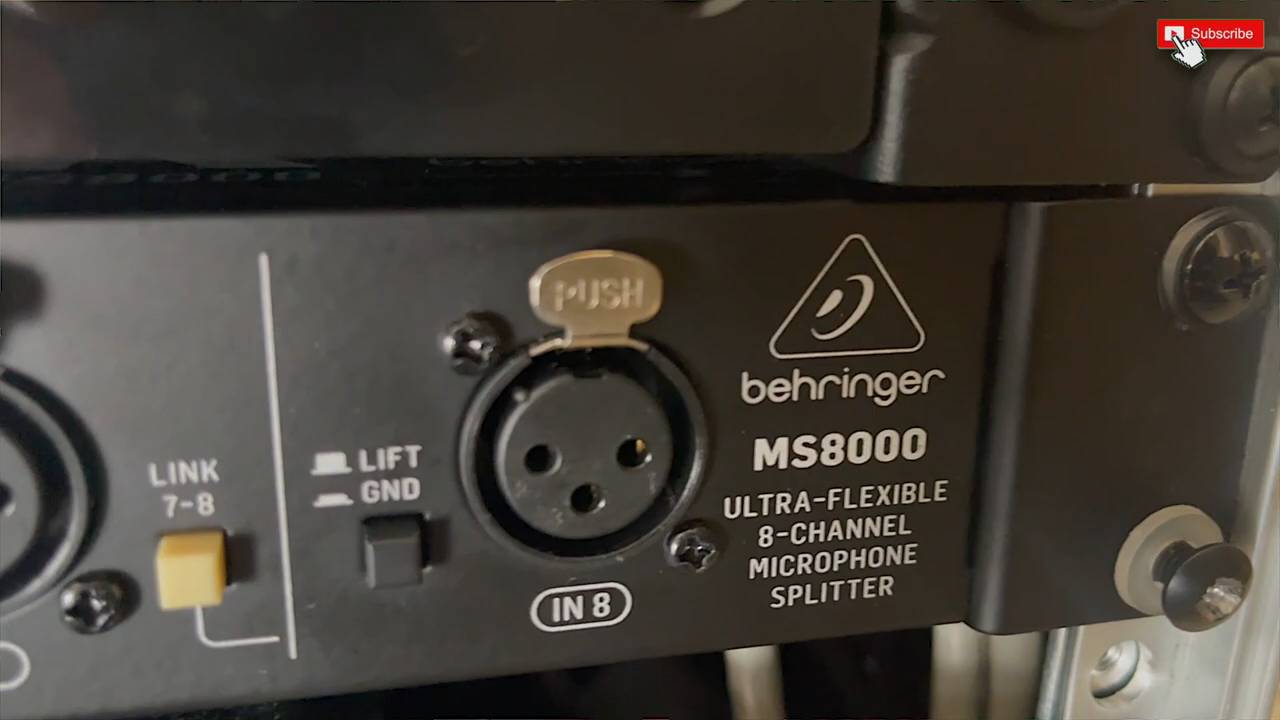 Subscribe
PUSH
behringer
MS8000
ULTRA-FLEXIBLE
8-CHANNEL
MICROPHONE
SPLITTER
LIFT
GND
LINK
7-8
IN 8